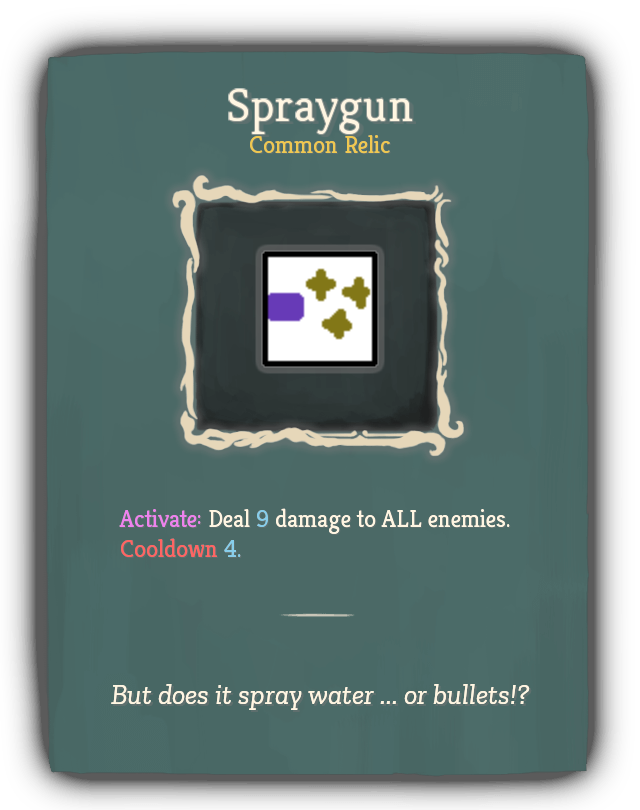 Spraygun
Common Relic
Activate: Deal 9 damage to ALL enemies.
Cooldown 4.
But does it spray water ... or bullets!?